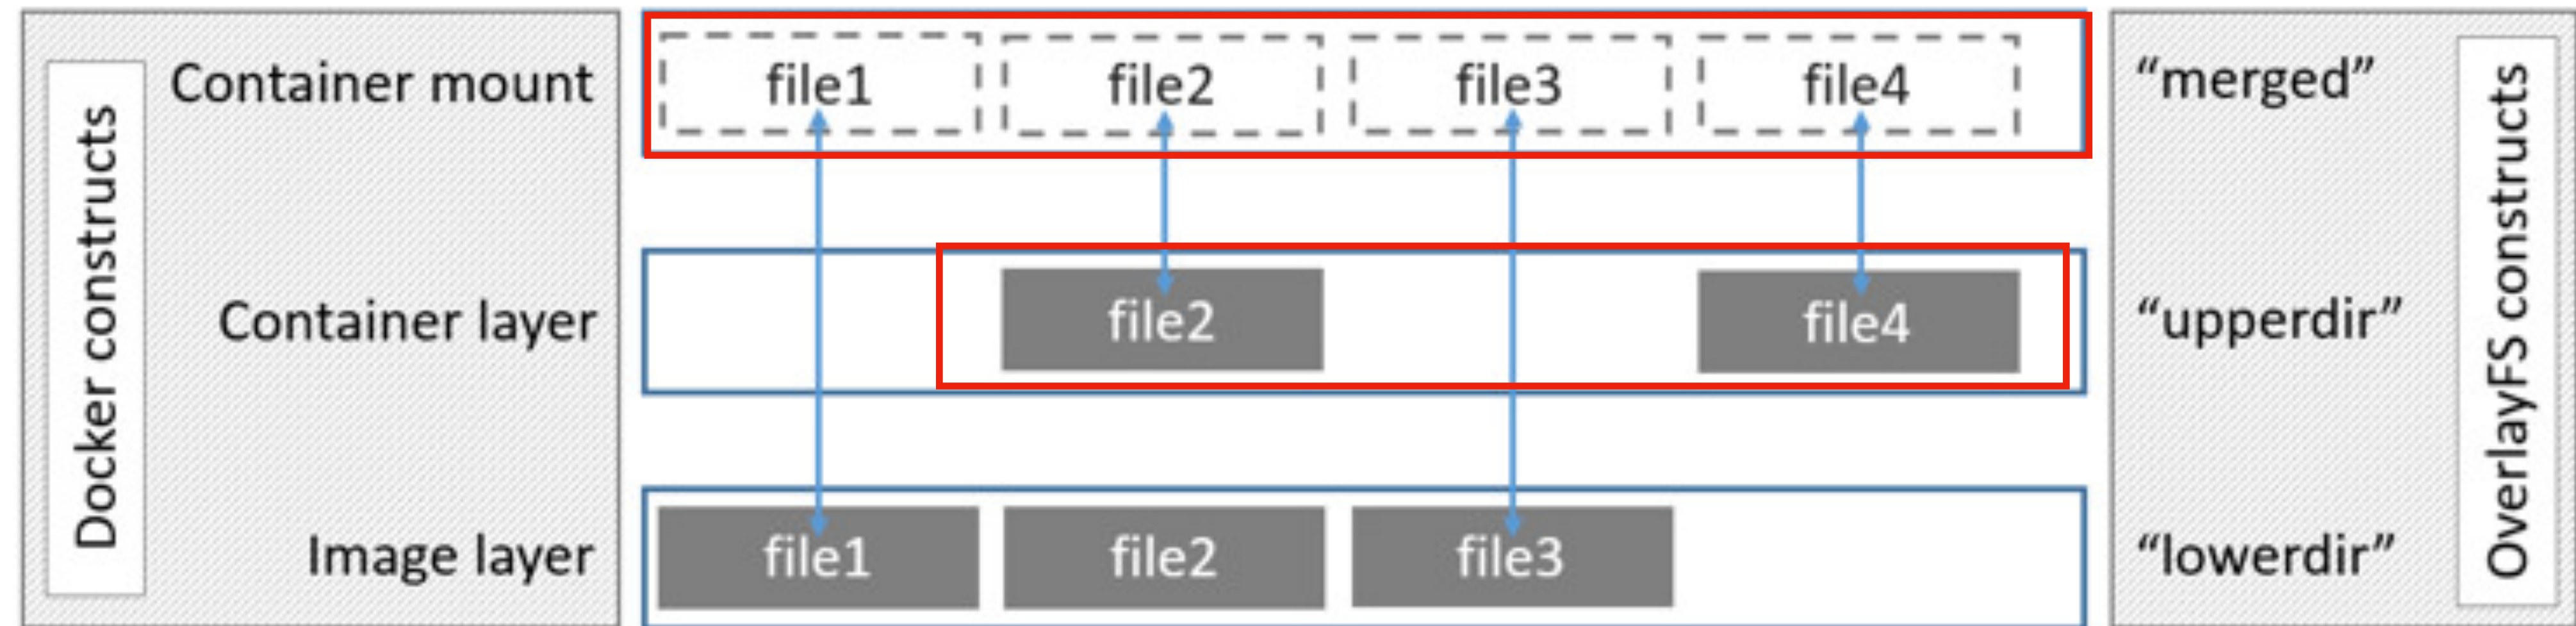 Docker constructs
Container mount
file1
file2
file3
file4
“merged”
Container layer
file2
file4
“upperdir”
Image layer
file1
file2
file3
“lowerdir”
OverlayFS constructs